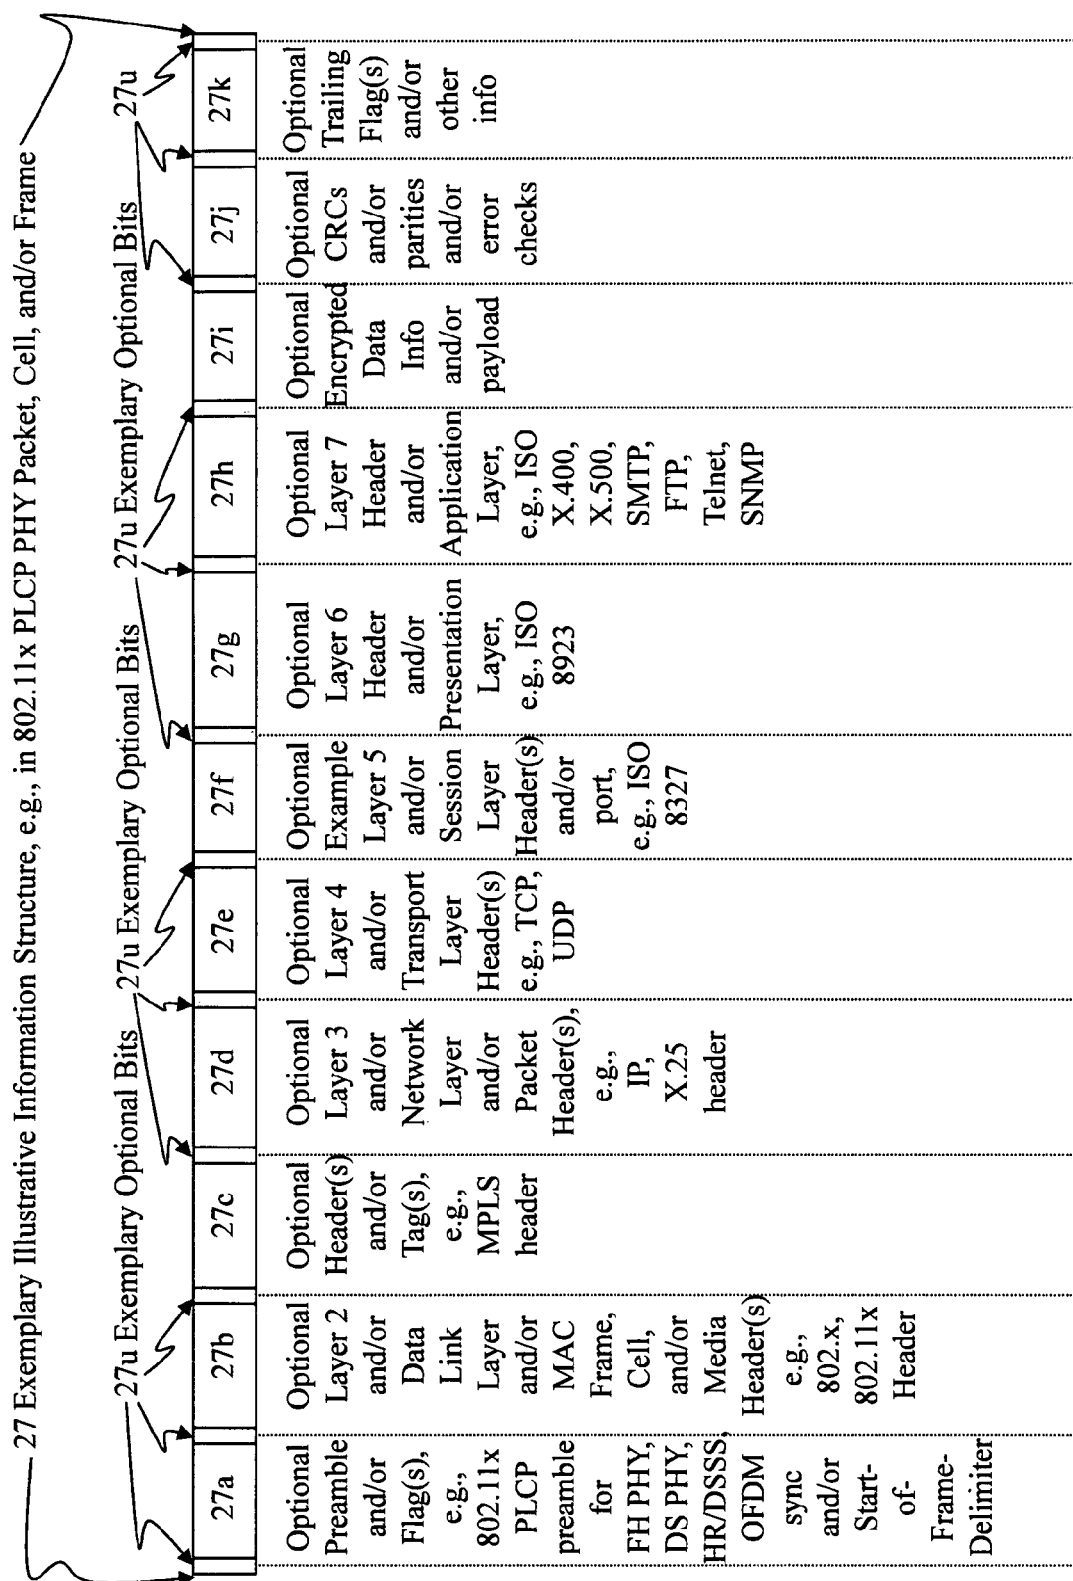 27 Exemplary Illustrative Information Structure, e.g., in 802.11x PLCP PHY Packet, Cell, and/or Frame
27u Exemplary Optional Bits
27u Exemplary Optional Bits
27u Exemplary Optional Bits
27u Exemplary Optional Bits
27u
27a
27b
27c
27d
27e
27f
27g
27h
27i
27j
27k
Optional
Preamble
and/or
Flag(s),
e.g.,
802.11x
PLCP
preamble
for
FH PHY,
DS PHY,
HR/DSSS,
OFDM
sync
and/or
Start-
of-
Frame-
Delimiter
Optional
Layer 2
and/or
Data
Link
Layer
and/or
MAC
Frame,
Cell,
and/or
Media
Header(s)
e.g.,
802.x,
802.11x
Header
Optional
Header(s)
and/or
Tag(s),
e.g.,
MPLS
header
Optional
Layer 3
and/or
Network
Layer
and/or
Packet
Header(s),
e.g.,
IP,
X.25
header
Optional
Layer 4
and/or
Transport
Layer
Header(s)
e.g., TCP,
UDP
Optional
Example
Layer 5
and/or
Session
Layer
Header(s)
and/or
port,
e.g., ISO
8327
Optional
Layer 6
Header
and/or
Presentation
Layer,
e.g., ISO
8923
Optional
Layer 7
Header
and/or
Application
Layer,
e.g., ISO
X.400,
X.500,
SMTP,
FTP,
Telnet,
SNMP
Optional
Encrypted
Data
Info
and/or
payload
Optional
CRCs
and/or
parities
and/or
error
checks
Optional
Trailing
Flag(s)
and/or
other
info